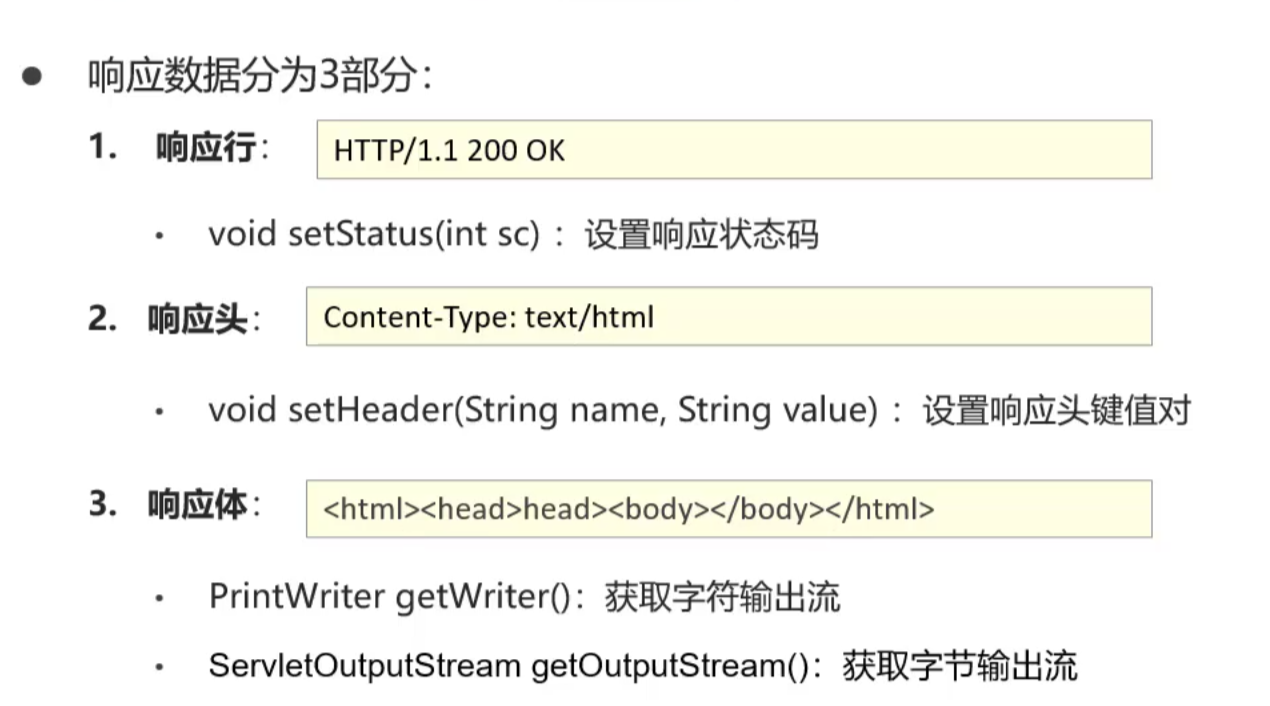 ● 响应数据分为3部分：
1. 响应行： HTTP/1.1 200 OK
• void setStatus(int sc) ：设置响应状态码
2. 响应头： Content-Type: text/html
• void setHeader(String name, String value) ：设置响应头键值对
3. 响应体： <html><head>head><body></body></html>
• PrintWriter getWriter()：获取字符输出流
• ServletOutputStream getOutputStream()：获取字节输出流